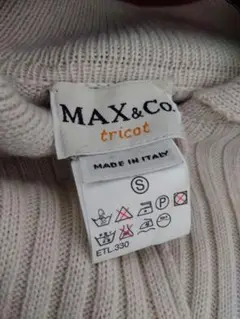 MAX&Co.
tricot
MADE IN ITALY
S
P
ETL.330